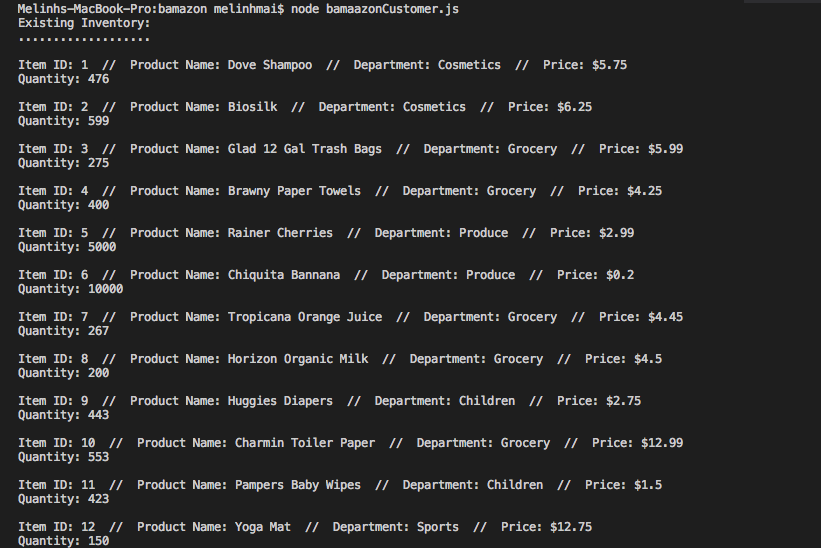 Melinhs-MacBook-Pro:bamazon melinhmai$ node bamaazonCustomer.js
Existing Inventory:
...................
Item ID: 1  //  Product Name: Dove Shampoo  //  Department: Cosmetics  //  Price: $5.75
Quantity: 476
Item ID: 2  //  Product Name: Biosilk  //  Department: Cosmetics  //  Price: $6.25
Quantity: 599
Item ID: 3  //  Product Name: Glad 12 Gal Trash Bags  //  Department: Grocery  //  Price: $5.99
Quantity: 275
Item ID: 4  //  Product Name: Brawny Paper Towels  //  Department: Grocery  //  Price: $4.25
Quantity: 400
Item ID: 5  //  Product Name: Rainer Cherries  //  Department: Produce  //  Price: $2.99
Quantity: 5000
Item ID: 6  //  Product Name: Chiquita Bannana  //  Department: Produce  //  Price: $0.2
Quantity: 10000
Item ID: 7  //  Product Name: Tropicana Orange Juice  //  Department: Grocery  //  Price: $4.45
Quantity: 267
Item ID: 8  //  Product Name: Horizon Organic Milk  //  Department: Grocery  //  Price: $4.5
Quantity: 200
Item ID: 9  //  Product Name: Huggies Diapers  //  Department: Children  //  Price: $2.75
Quantity: 443
Item ID: 10  //  Product Name: Charmin Toiler Paper  //  Department: Grocery  //  Price: $12.99
Quantity: 553
Item ID: 11  //  Product Name: Pampers Baby Wipes  //  Department: Children  //  Price: $1.5
Quantity: 423
Item ID: 12  //  Product Name: Yoga Mat  //  Department: Sports  //  Price: $12.75
Quantity: 150